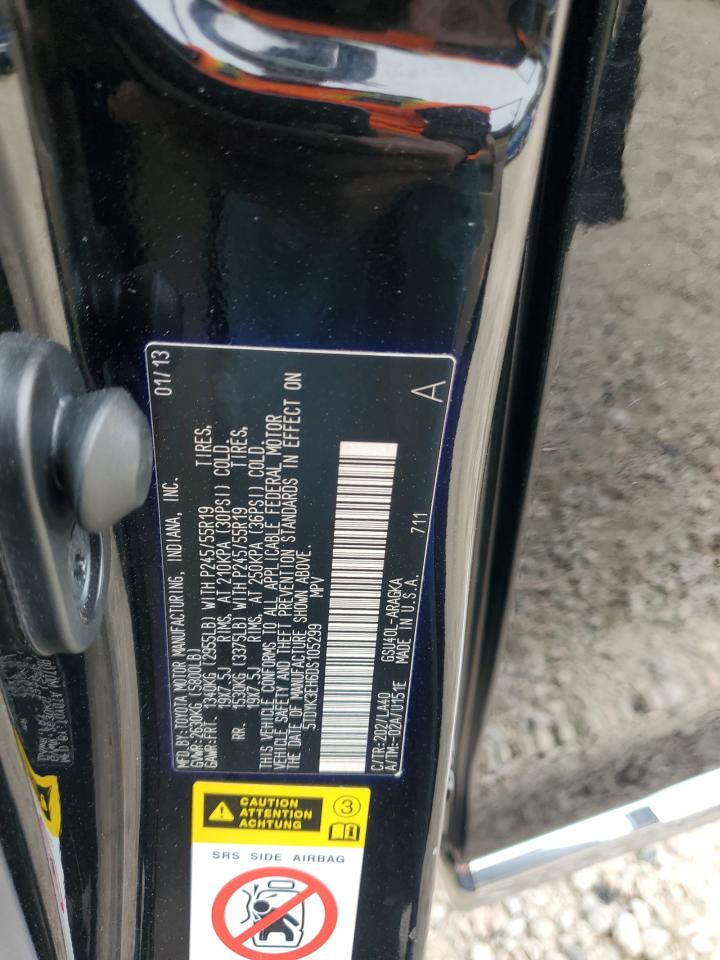 MFD.BY: TOYOTA MOTOR MANUFACTURING, INDIANA, INC. 01/13
GVWR:2630KG (5800LB)
GAWR:FRT. 1340KG (2955LB) WITH P245/55R19 TIRES,
19X7.5J RIMS, AT 210KPA (30PSI) COLD.
RR. 1530KG (3375LB) WITH P245/55R19 TIRES,
19X7.5J RIMS, AT 250KPA (36PSI) COLD.
THIS VEHICLE CONFORMS TO ALL APPLICABLE FEDERAL MOTOR
VEHICLE SAFETY AND THEFT PREVENTION STANDARDS IN EFFECT ON
THE DATE OF MANUFACTURE SHOWN ABOVE.
5TDYK3EH6DS105299 MPV
C/TR:202/LA40 GSU40L-ARAGKA 711 A
A/TM:-02A/U151E MADE IN U.S.A.
CAUTION
ATTENTION
ACHTUNG
3
SRS SIDE AIRBAG